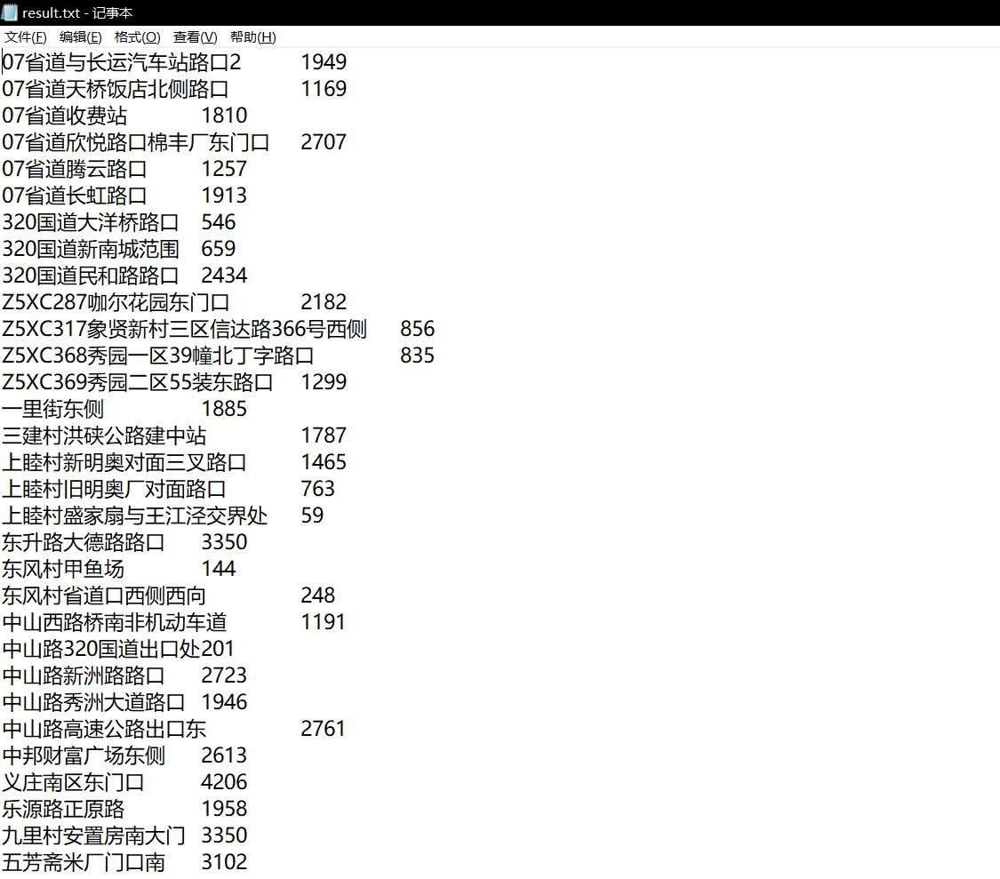 result.txt - 记事本
文件(F) 编辑(E) 格式(O) 查看(V) 帮助(H)
07省道与长运汽车站路口2 1949
07省道天桥饭店北侧路口 1169
07省道收费站 1810
07省道欣悦路口棉丰厂东门口 2707
07省道腾云路口 1257
07省道长虹路口 1913
320国道大洋桥路口 546
320国道新南城范围 659
320国道民和路路口 2434
Z5XC287咖尔花园东门口 2182
Z5XC317象贤新村三区信达路366号西侧 856
Z5XC368秀园一区39幢北丁字路口 835
Z5XC369秀园二区55装东路口 1299
一里街东侧 1885
三建村洪硖公路建中站 1787
上睦村新明奥对面三叉路口 1465
上睦村旧明奥厂对面路口 763
上睦村盛家扇与王江泾交界处 59
东升路大德路路口 3350
东风村甲鱼场 144
东风村省道口西侧西向 248
中山西路桥南非机动车道 1191
中山路320国道出口处201
中山路新洲路路口 2723
中山路秀洲大道路口 1946
中山路高速公路出口东 2761
中邦财富广场东侧 2613
义庄南区东门口 4206
乐源路正原路 1958
九里村安置房南大门 3350
五芳斋米厂门口南 3102